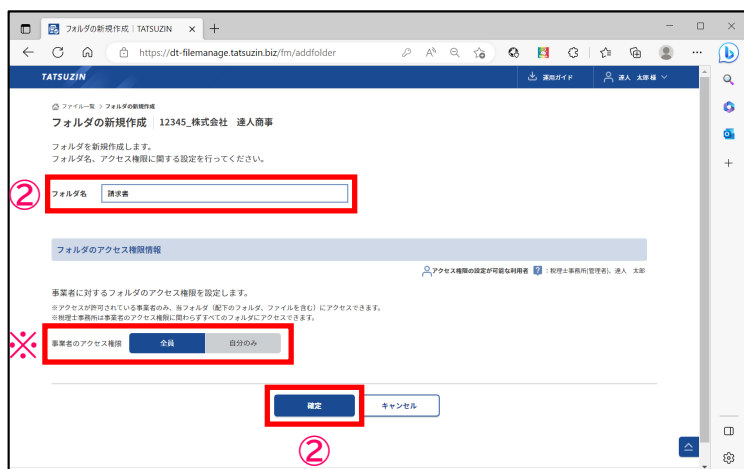 フォルダの新規作成 | TATSUZIN
https://dt-filemanage.tatsuzin.biz/fm/addfolder
TATSUZIN
運用ガイド
達人 太郎 様
ファイル一覧 > フォルダの新規作成
フォルダの新規作成 12345_株式会社 達人商事
フォルダを新規作成します。
フォルダ名、アクセス権限に関する設定を行ってください。
②
フォルダ名
請求書
フォルダのアクセス権限情報
アクセス権限の設定が可能な利用者 ? : 税理士事務所(管理者)、達人 太郎
事業者に対するフォルダのアクセス権限を設定します。
※アクセスが許可されている事業者のみ、当フォルダ(配下のフォルダ、ファイルを含む)にアクセスできます。
※税理士事務所は事業者のアクセス権限に関わらずすべてのフォルダにアクセスできます。
※
事業者のアクセス権限
全員
自分のみ
確定
キャンセル
②